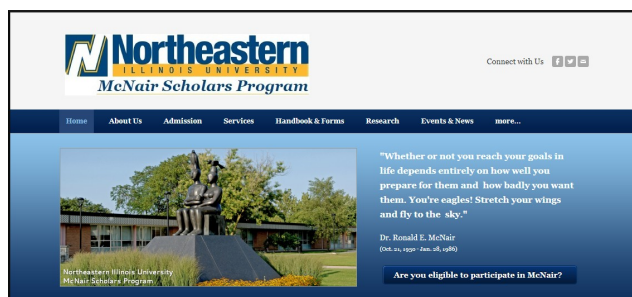 Northeastern
ILLINOIS UNIVERSITY
McNair Scholars Program
Connect with Us
Home About Us Admission Services Handbook & Forms Research Events & News more...
"Whether or not you reach your goals in
life depends entirely on how well you
prepare for them and how badly you want
them. You're eagles! Stretch your wings
and fly to the sky."
Dr. Ronald E. McNair
(Oct. 21, 1950 - Jan. 28, 1986)
Northeastern Illinois University
McNair Scholars Program
Are you eligible to participate in McNair?